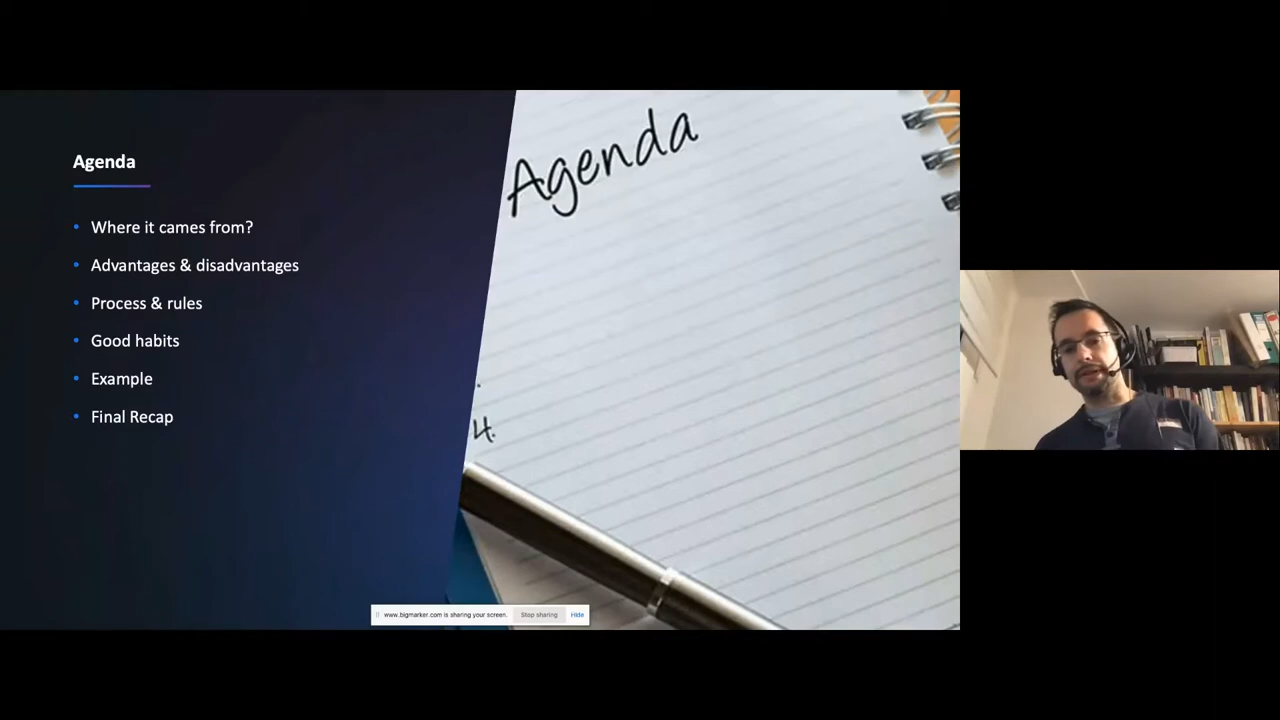 Agenda
Where it cames from?
Advantages & disadvantages
Process & rules
Good habits
Example
Final Recap
Agenda
4.
www.bigmarker.com is sharing your screen.
Stop sharing
Hide